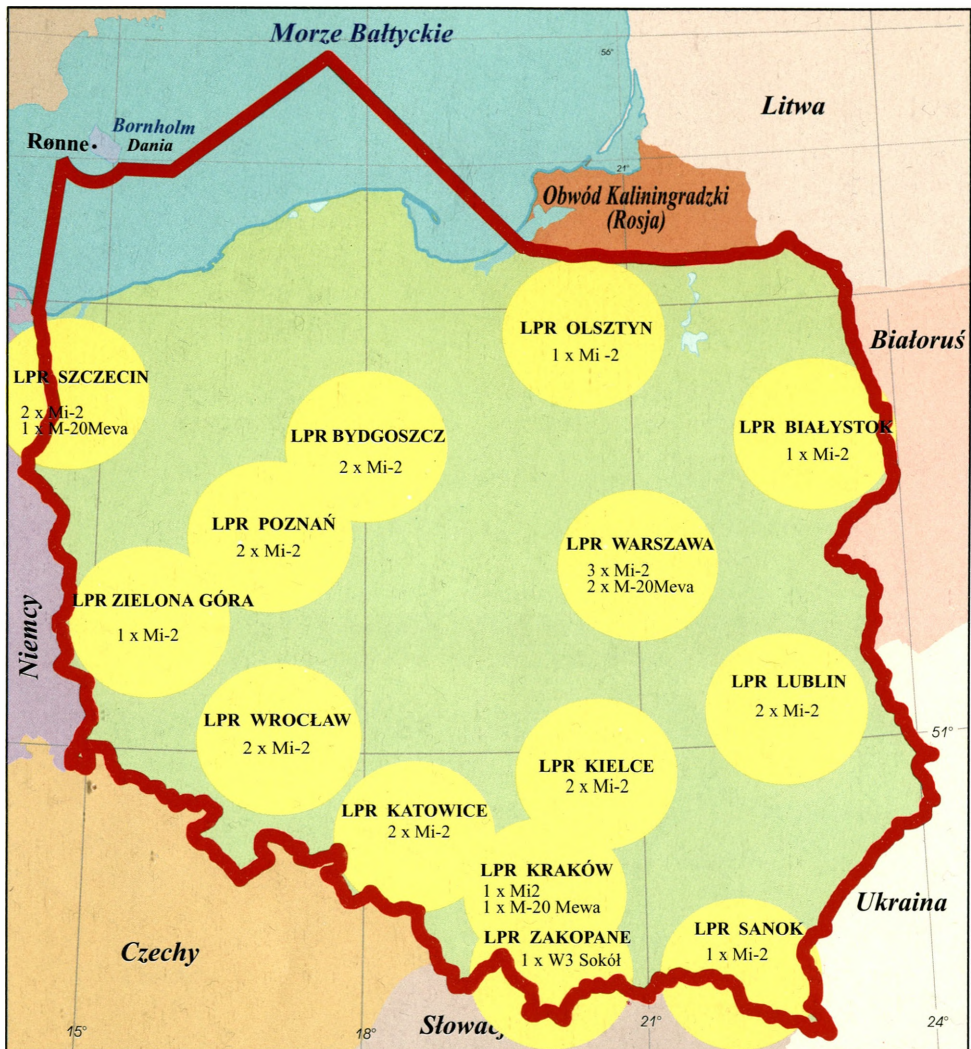 Morze Bałtyckie
56°
Litwa
Bornholm
Rønne
Dania
21°
Obwód Kaliningradzki
(Rosja)
LPR OLSZTYN
1 x Mi -2
Białoruś
LPR SZCZECIN
2 x Mi-2
1 x M-20Meva
LPR BYDGOSZCZ
2 x Mi-2
LPR BIAŁYSTOK
1 x Mi-2
LPR POZNAŃ
2 x Mi-2
LPR WARSZAWA
3 x Mi-2
2 x M-20Meva
LPR ZIELONA GÓRA
1 x Mi-2
Niemcy
LPR LUBLIN
2 x Mi-2
LPR WROCŁAW
2 x Mi-2
51°
LPR KIELCE
2 x Mi-2
LPR KATOWICE
2 x Mi-2
LPR KRAKÓW
1 x Mi2
1 x M-20 Mewa
Ukraina
LPR ZAKOPANE
1 x W3 Sokół
LPR SANOK
1 x Mi-2
Czechy
Słowac
15°
18°
21°
24°